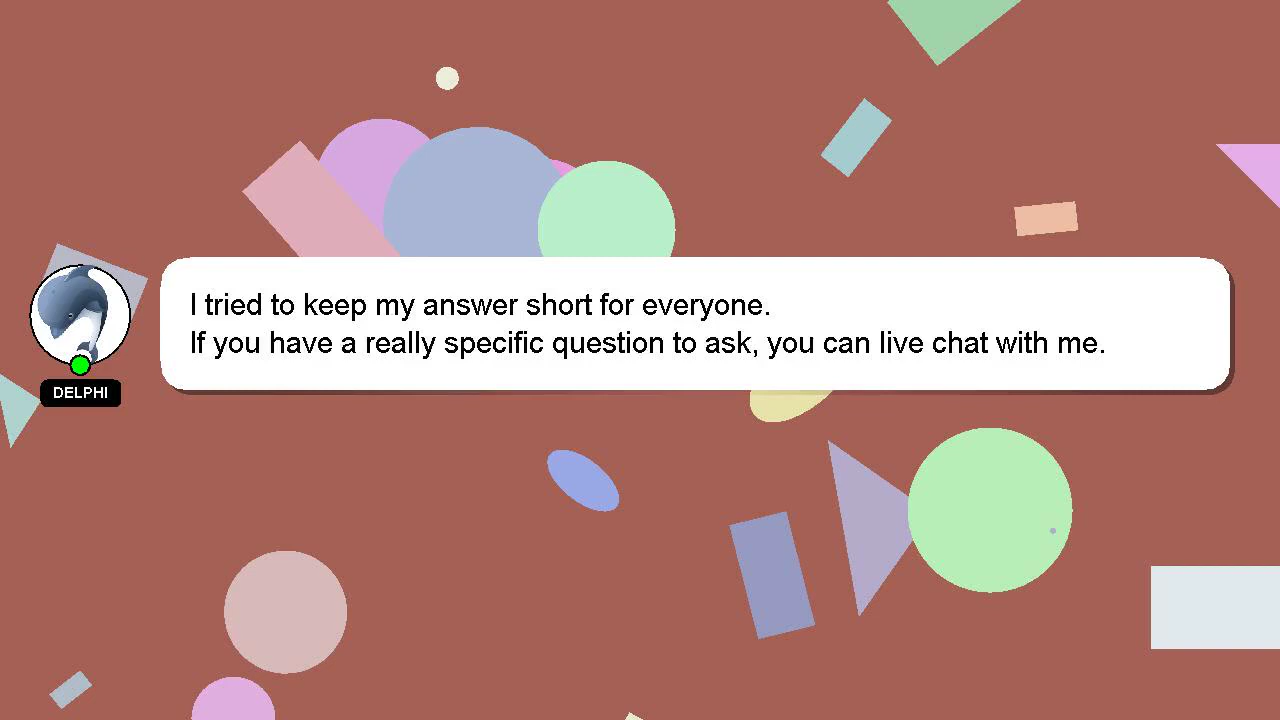 I tried to keep my answer short for everyone.
If you have a really specific question to ask, you can live chat with me.
DELPHI